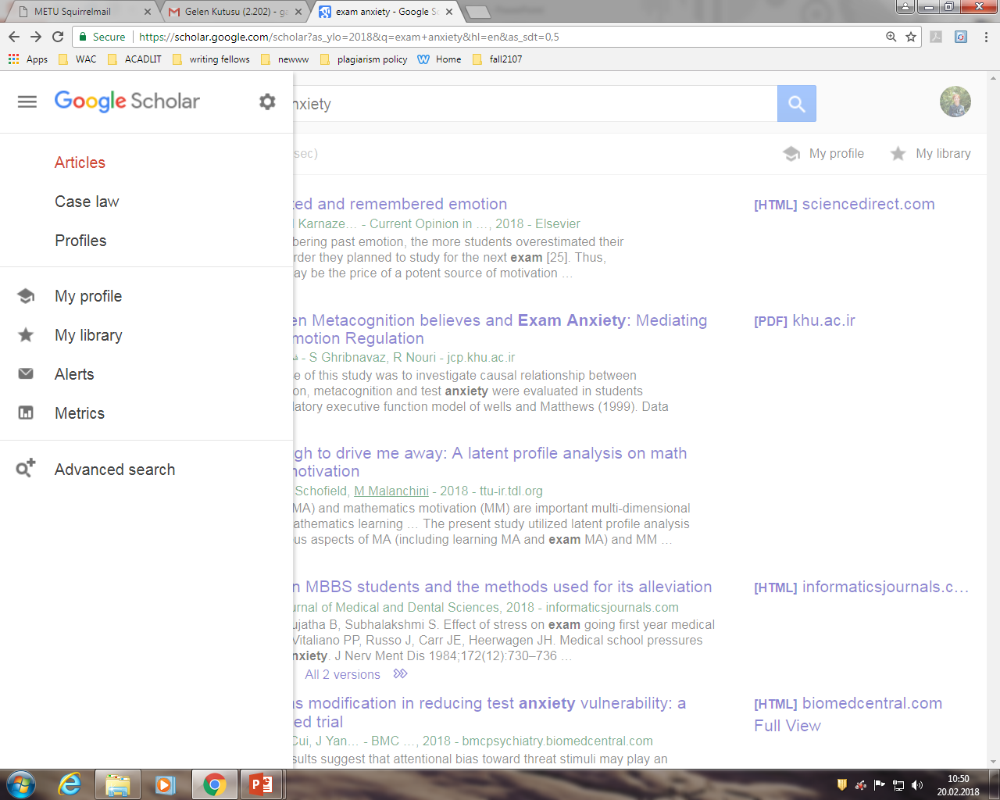 METU Squirrelmail
Gelen Kutusu (2.202) - ga
exam anxiety - Google Sc
Secure
https://scholar.google.com/scholar?as_ylo=2018&q=exam+anxiety&hl=en&as_sdt=0,5
Apps
WAC
ACADLIT
writing fellows
newww
plagiarism policy
Home
fall2107
Google Scholar
nxiety
Articles
Case law
Profiles
My profile
My library
Alerts
Metrics
Advanced search
sec)
My profile
My library
ted and remembered emotion
[HTML] sciencedirect.com
l Karnaze… - Current Opinion in …, 2018 - Elsevier
bering past emotion, the more students overestimated their
rder they planned to study for the next exam [25]. Thus,
ay be the price of a potent source of motivation …
en Metacognition believes and Exam Anxiety: Mediating
[PDF] khu.ac.ir
motion Regulation
- S Ghribnavaz, R Nouri - jcp.khu.ac.ir
se of this study was to investigate causal relationship between
on, metacognition and test anxiety were evaluated in students
latory executive function model of wells and Matthews (1999). Data
gh to drive me away: A latent profile analysis on math
notivation
Schofield, M Malanchini - 2018 - ttu-ir.tdl.org
MA) and mathematics motivation (MM) are important multi-dimensional
athematics learning … The present study utilized latent profile analysis
us aspects of MA (including learning MA and exam MA) and MM …
n MBBS students and the methods used for its alleviation
[HTML] informaticsjournals.c…
urnal of Medical and Dental Sciences, 2018 - informaticsjournals.com
ujatha B, Subhalakshmi S. Effect of stress on exam going first year medical
Vitaliano PP, Russo J, Carr JE, Heerwagen JH. Medical school pressures
nxiety. J Nerv Ment Dis 1984;172(12):730–736 …
All 2 versions
as modification in reducing test anxiety vulnerability: a
[HTML] biomedcentral.com
ed trial
Full View
Cui, J Yan… - BMC …, 2018 - bmcpsychiatry.biomedcentral.com
sults suggest that attentional bias toward threat stimuli may play an
10:50
20.02.2018